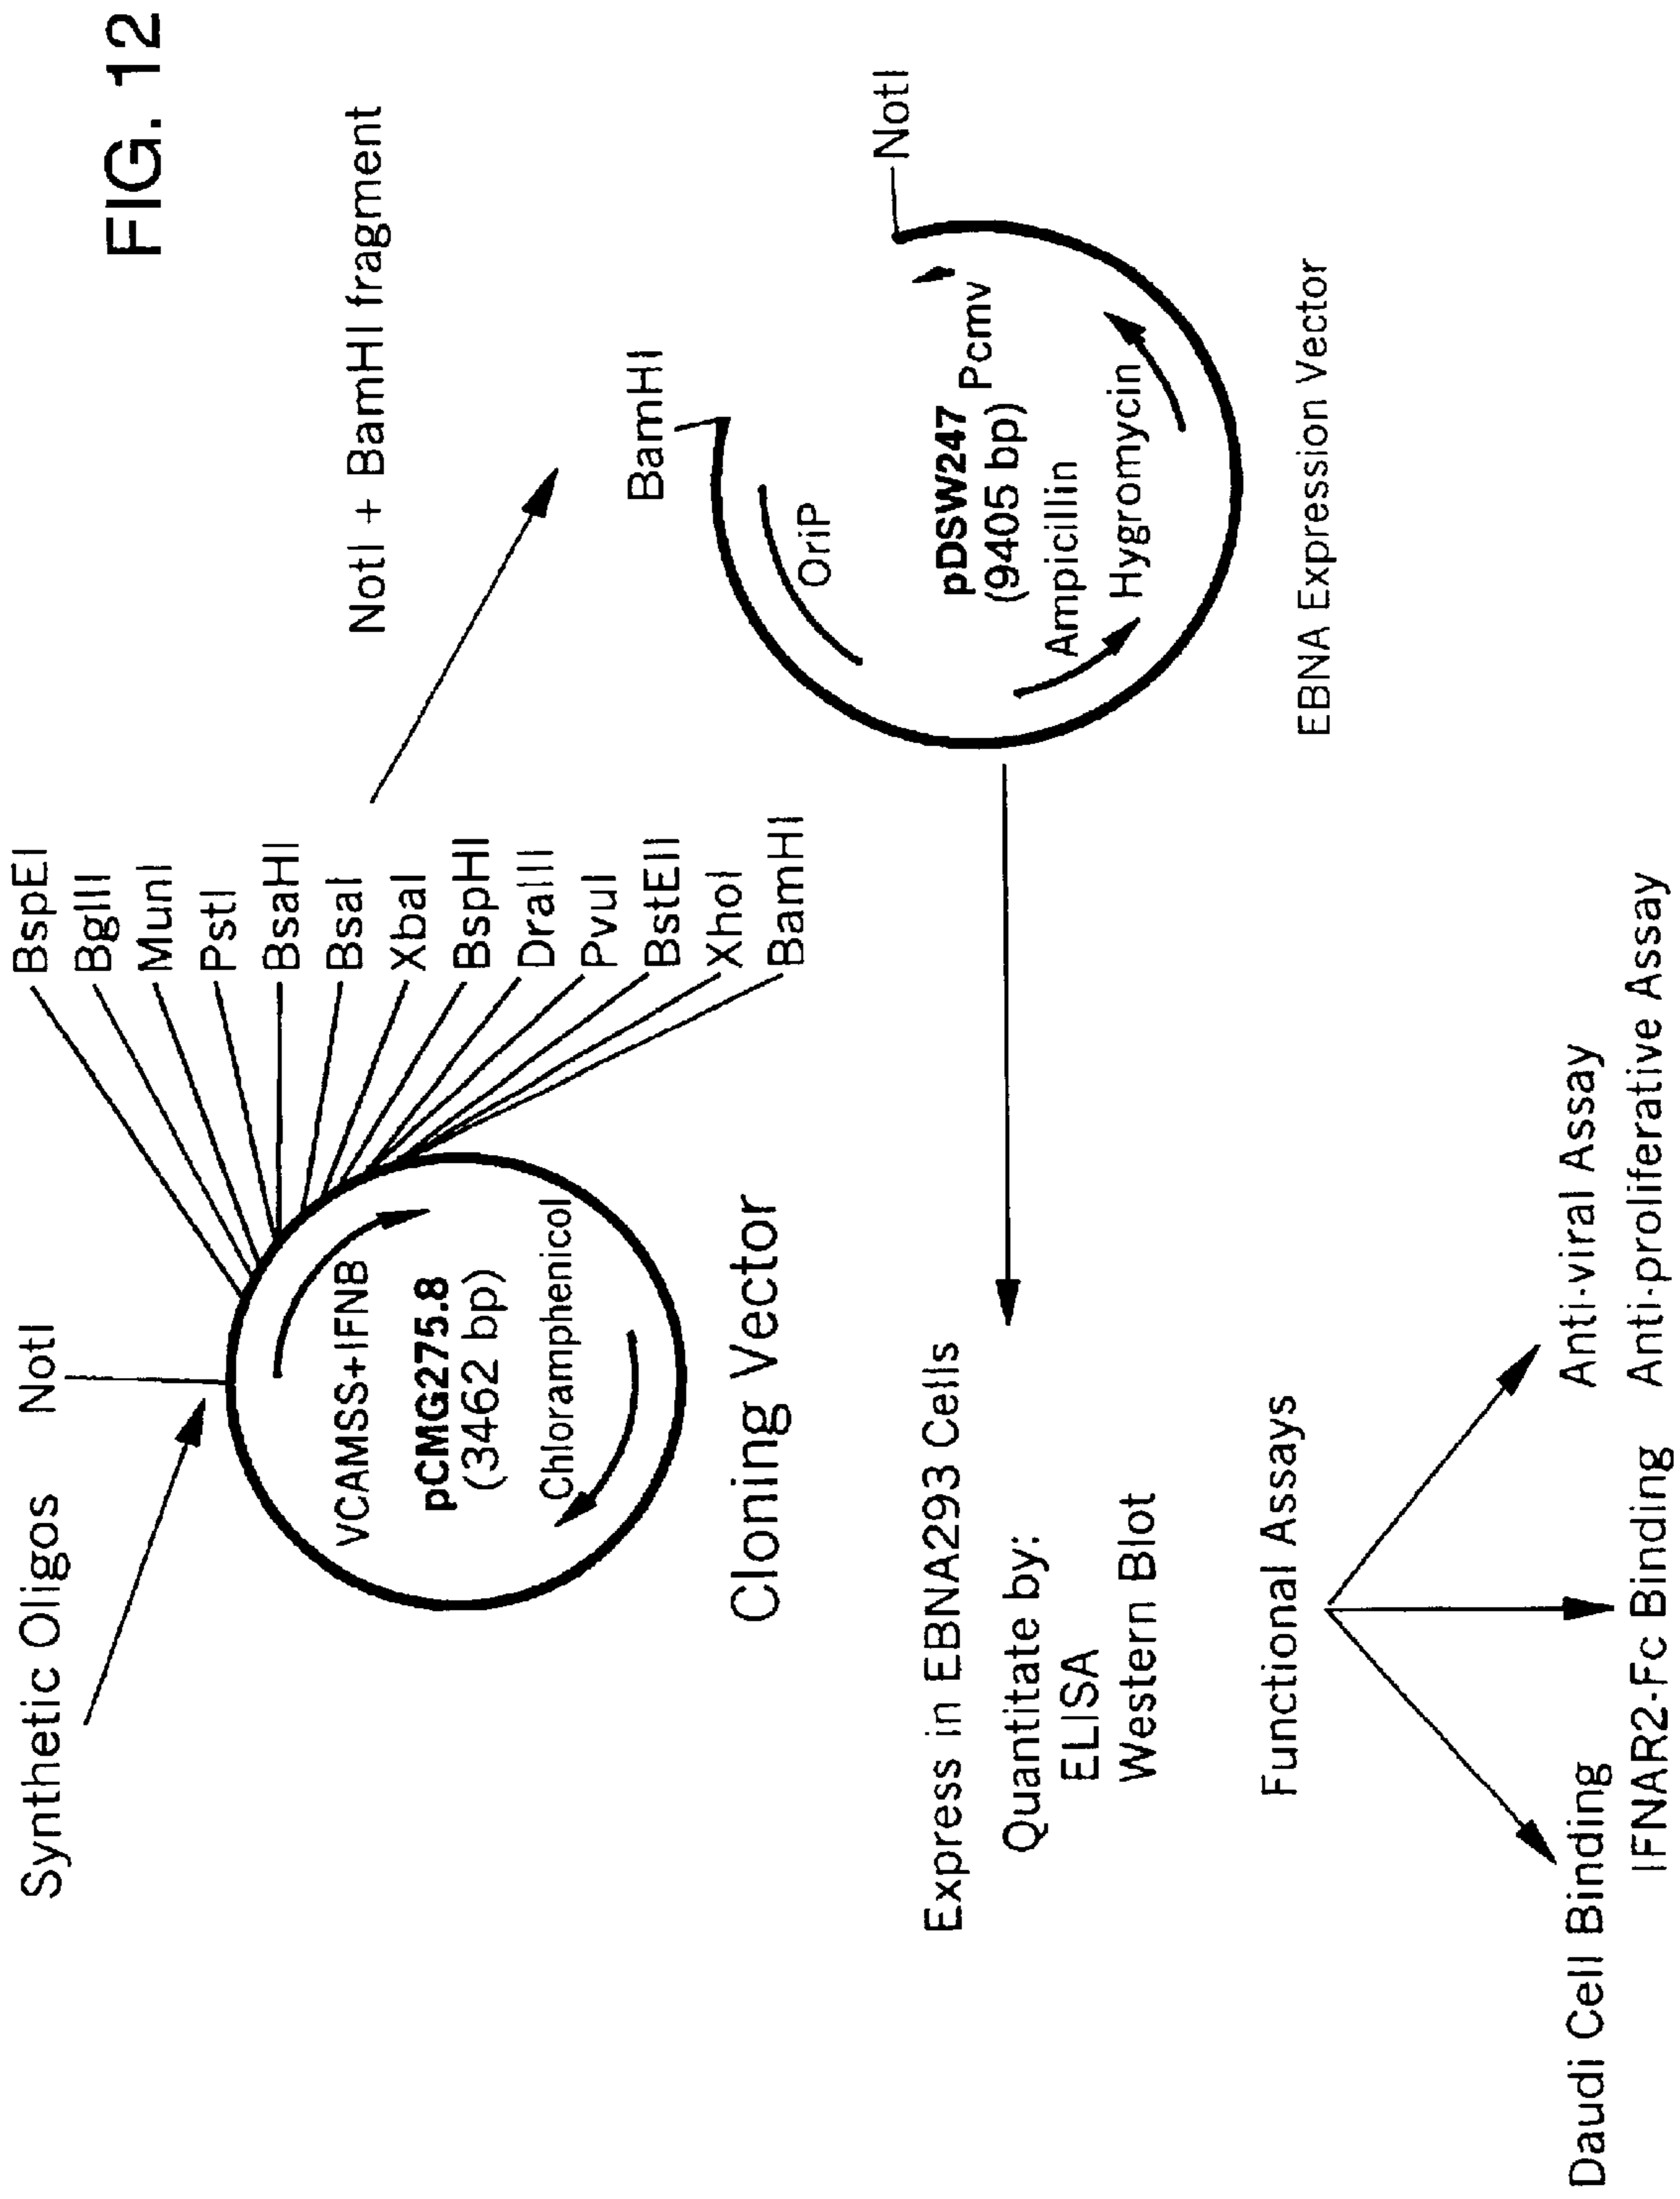 FIG. 12
Synthetic Oligos
NotI
BspEI
BglII
MunI
PstI
BsaHI
BsaI
XbaI
BspHI
DraIII
PvuI
BstEII
XhoI
BamHI
VCAMSS+IFNB
pCMG275.8
(3462 bp)
Chloramphenicol
Cloning Vector
NotI + BamHI fragment
BamHI
NotI
OriP
pDSW247
(9405 bp)
Pcmv
Ampicillin
Hygromycin
EBNA Expression Vector
Express in EBNA293 Cells
Quantitate by:
ELISA
Western Blot
Functional Assays
Daudi Cell Binding
IFNAR2-Fc Binding
Anti-viral Assay
Anti-proliferative Assay